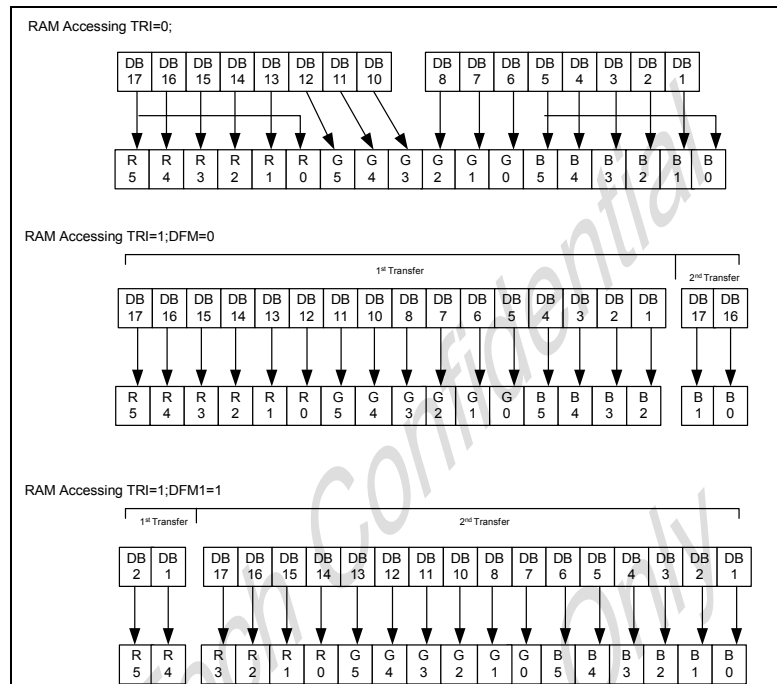 RAM Accessing TRI=0;
DB DB DB DB DB DB DB DB DB DB DB DB DB DB DB DB
17 16 15 14 13 12 11 10 8 7 6 5 4 3 2 1
R R R R R R G G G G G G B B B B B B
5 4 3 2 1 0 5 4 3 2 1 0 5 4 3 2 1 0
RAM Accessing TRI=1;DFM=0
1st Transfer 2nd Transfer
DB DB DB DB DB DB DB DB DB DB DB DB DB DB DB DB DB DB
17 16 15 14 13 12 11 10 8 7 6 5 4 3 2 1 17 16
R R R R R R G G G G G G B B B B B B
5 4 3 2 1 0 5 4 3 2 1 0 5 4 3 2 1 0
RAM Accessing TRI=1;DFM1=1
1st Transfer 2nd Transfer
DB DB DB DB DB DB DB DB DB DB DB DB DB DB DB DB DB DB
2 1 17 16 15 14 13 12 11 10 8 7 6 5 4 3 2 1
R R R R R R G G G G G G B B B B B B
5 4 3 2 1 0 5 4 3 2 1 0 5 4 3 2 1 0
Confidential
Only